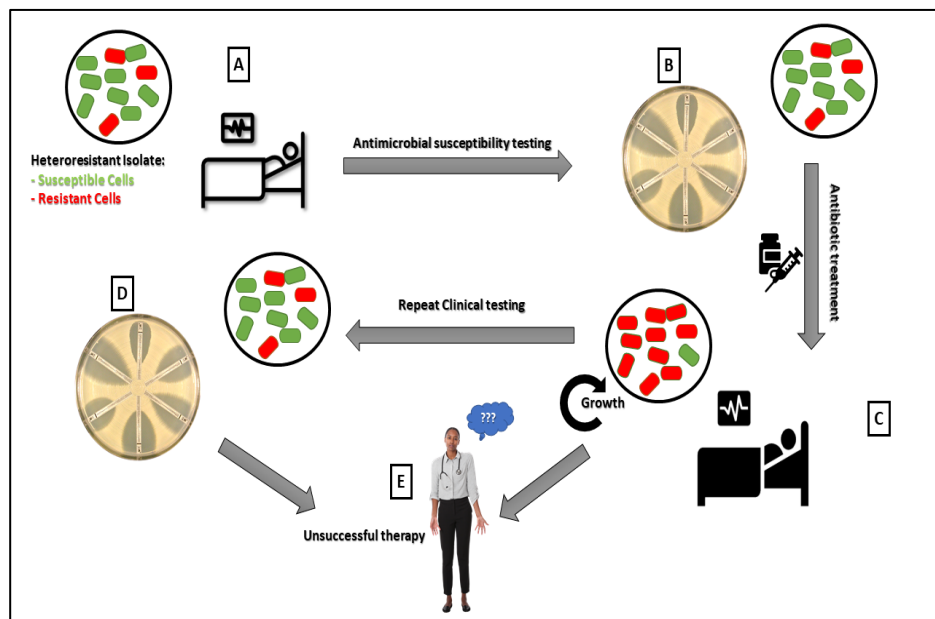 A
B
Heteroresistant Isolate:
- Susceptible Cells
- Resistant Cells
Antimicrobial susceptibility testing
Antibiotic treatment
D
Repeat Clinical testing
Growth
C
???
E
Unsuccessful therapy